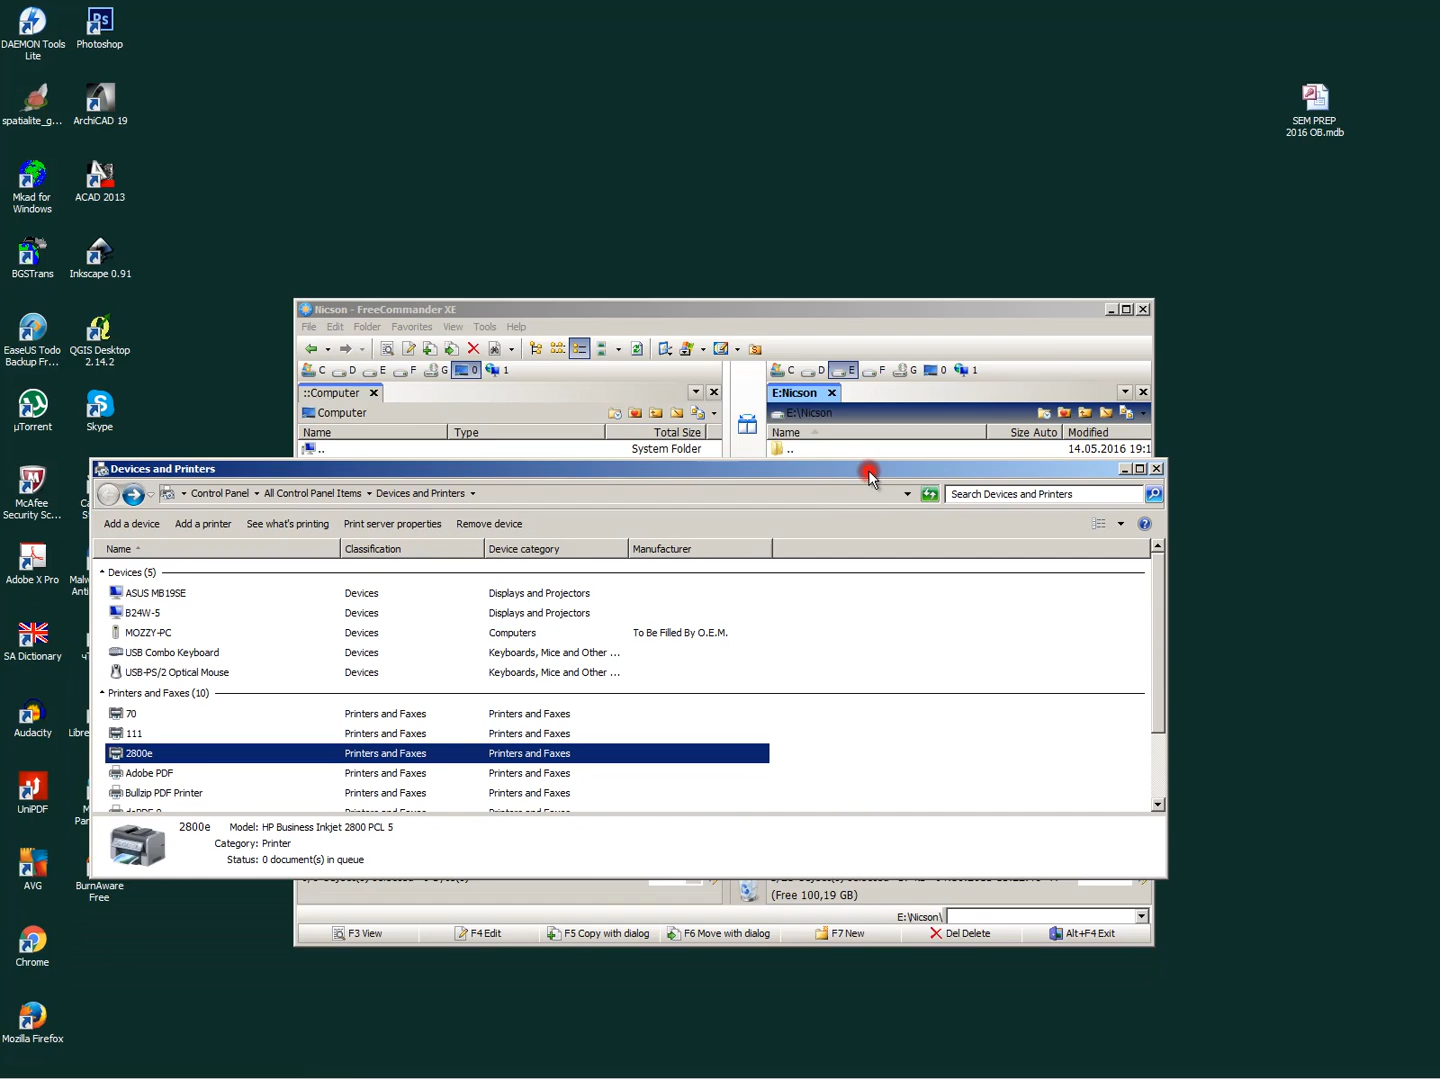 DAEMON Tools
Lite
Photoshop
spatialite_g...
ArchiCAD 19
SEM PREP
2016 OB.mdb
Mkad for
Windows
ACAD 2013
BGSTrans
Inkscape 0.91
EaseUS Todo
Backup Fr...
QGIS Desktop
2.14.2
µTorrent
Skype
McAfee
Security Sc...
Adobe X Pro
SA Dictionary
Audacity
UniPDF
AVG
BurnAware
Free
Chrome
Mozilla Firefox
Nicson - FreeCommander XE
File Edit Folder Favorites View Tools Help
C D E F G 0 1
C D E F G 0 1
::Computer
E:Nicson
Computer
E:\Nicson
Name Type Total Size
Name Size Auto Modified
.. System Folder
.. 14.05.2016 19:1
Devices and Printers
Control Panel All Control Panel Items Devices and Printers
Search Devices and Printers
Add a device Add a printer See what's printing Print server properties Remove device
Name Classification Device category Manufacturer
Devices (5)
ASUS MB19SE Devices Displays and Projectors
B24W-5 Devices Displays and Projectors
MOZZY-PC Devices Computers To Be Filled By O.E.M.
USB Combo Keyboard Devices Keyboards, Mice and Other ...
USB-PS/2 Optical Mouse Devices Keyboards, Mice and Other ...
Printers and Faxes (10)
70 Printers and Faxes Printers and Faxes
111 Printers and Faxes Printers and Faxes
2800e Printers and Faxes Printers and Faxes
Adobe PDF Printers and Faxes Printers and Faxes
Bullzip PDF Printer Printers and Faxes Printers and Faxes
2800e Model: HP Business Inkjet 2800 PCL 5
Category: Printer
Status: 0 document(s) in queue
(Free 100,19 GB)
E:\Nicson\
F3 View F4 Edit F5 Copy with dialog F6 Move with dialog F7 New Del Delete Alt+F4 Exit